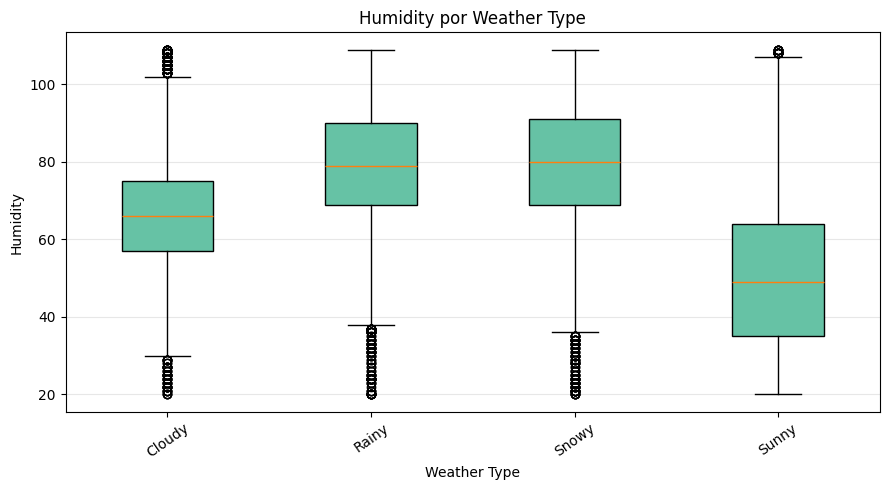 Humidity por Weather Type
Humidity
100
80
60
40
20
Cloudy
Rainy
Snowy
Sunny
Weather Type